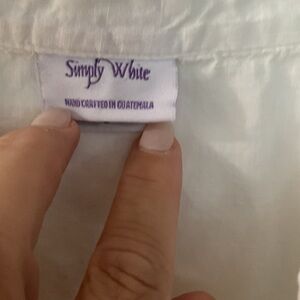 Simply White
HAND CRAFTED IN GUATEMALA